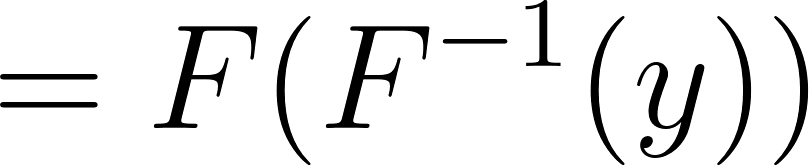 = F(F⁻¹(y))